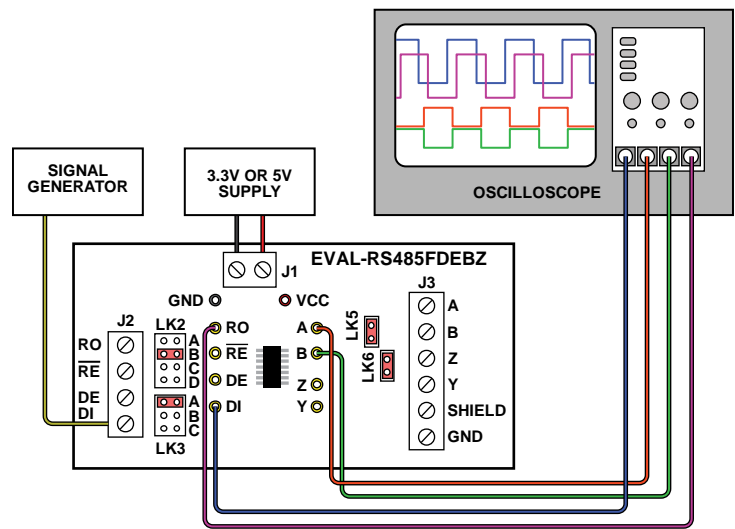 SIGNAL
GENERATOR
3.3V OR 5V
SUPPLY
OSCILLOSCOPE
EVAL-RS485FDEBZ
J1
GND
VCC
J2
RO
RE
DE
DI
LK2
A
B
C
D
A
B
C
LK3
RO
RE
DE
DI
A
B
Z
Y
LK5
LK6
J3
A
B
Z
Y
SHIELD
GND